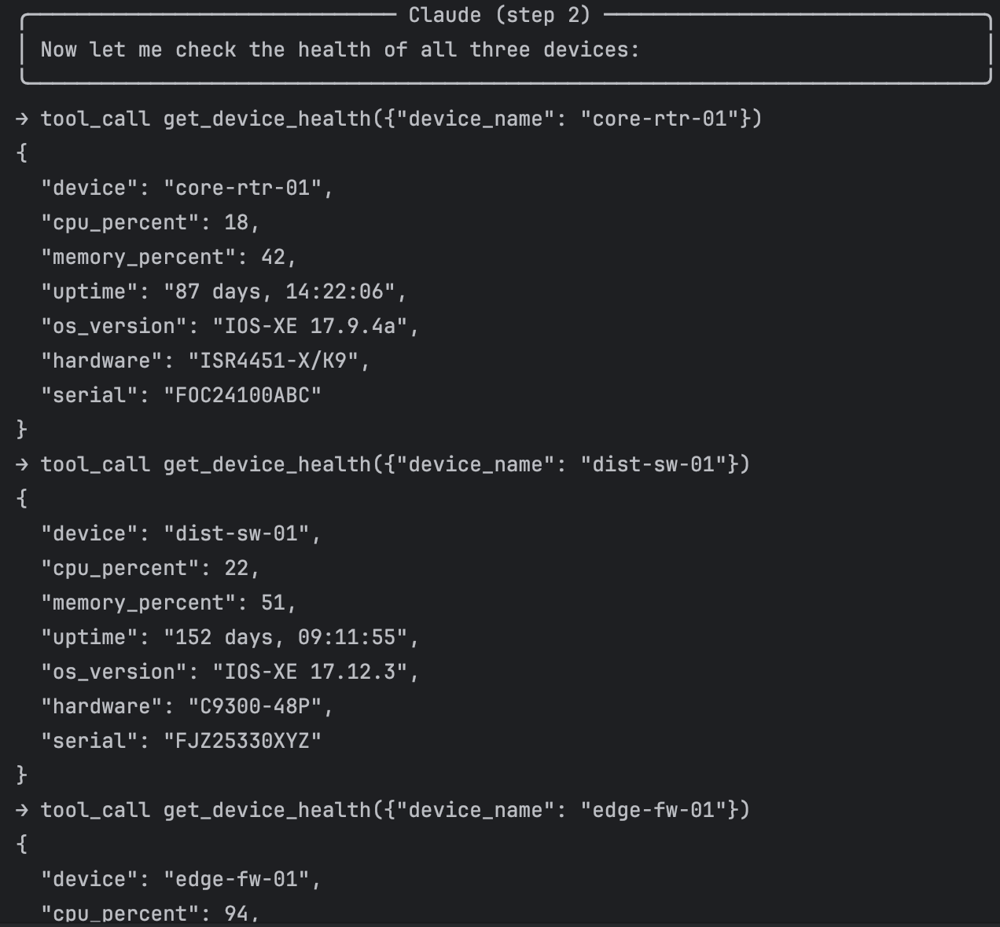 Claude (step 2)
Now let me check the health of all three devices:
→ tool_call get_device_health({"device_name": "core-rtr-01"})
{
  "device": "core-rtr-01",
  "cpu_percent": 18,
  "memory_percent": 42,
  "uptime": "87 days, 14:22:06",
  "os_version": "IOS-XE 17.9.4a",
  "hardware": "ISR4451-X/K9",
  "serial": "FOC24100ABC"
}
→ tool_call get_device_health({"device_name": "dist-sw-01"})
{
  "device": "dist-sw-01",
  "cpu_percent": 22,
  "memory_percent": 51,
  "uptime": "152 days, 09:11:55",
  "os_version": "IOS-XE 17.12.3",
  "hardware": "C9300-48P",
  "serial": "FJZ25330XYZ"
}
→ tool_call get_device_health({"device_name": "edge-fw-01"})
{
  "device": "edge-fw-01",
  "cpu_percent": 94,